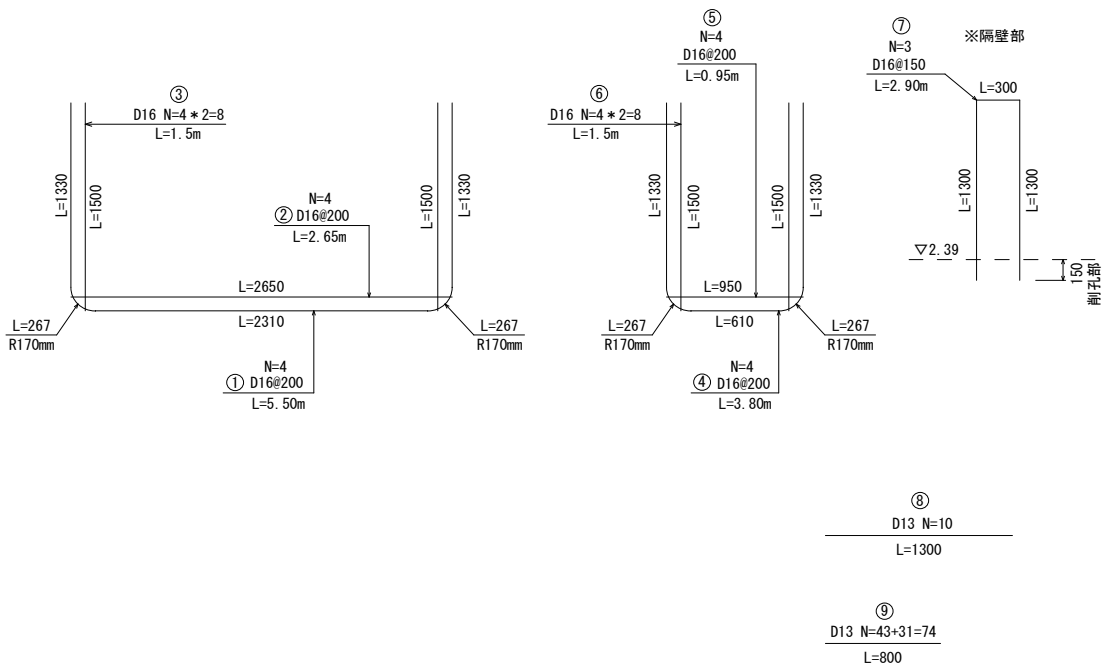 ③
D16 N=4＊2=8
L=1.5m
L=1330
L=1500
N=4
② D16@200
L=2.65m
L=1500
L=1330
L=2650
L=2310
L=267
R170mm
L=267
R170mm
N=4
① D16@200
L=5.50m
⑤
N=4
D16@200
L=0.95m
⑥
D16 N=4＊2=8
L=1.5m
L=1330
L=1500
L=1500
L=1330
L=950
L=610
L=267
R170mm
L=267
R170mm
N=4
④ D16@200
L=3.80m
⑦
N=3
D16@150
L=2.90m
※隔壁部
L=300
L=1300
L=1300
▽2.39
150
削孔部
⑧
D13 N=10
L=1300
⑨
D13 N=43+31=74
L=800